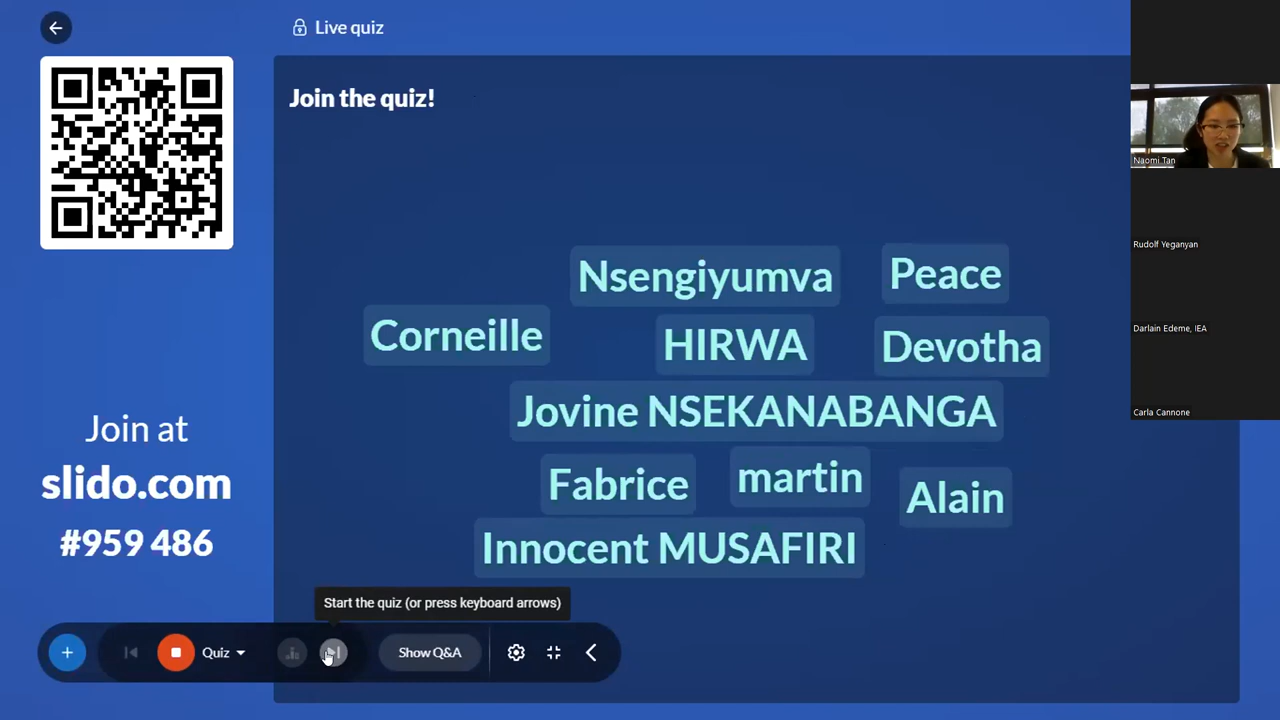 Live quiz
Join the quiz!
Nsengiyumva
Peace
Corneille
HIRWA
Devotha
Jovine NSEKANABANGA
Fabrice
martin
Alain
Innocent MUSAFIRI
Join at
slido.com
#959 486
Start the quiz (or press keyboard arrows)
Quiz
Show Q&A
Naomi Tan
Rudolf Yeganyan
Darlain Edeme, IEA
Carla Cannone